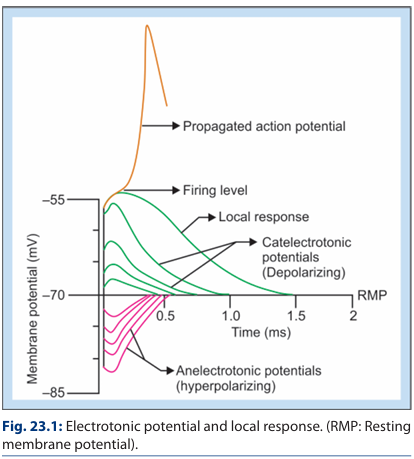 Propagated action potential
Firing level
–55
Local response
Catelectrotonic
potentials
(Depolarizing)
Membrane potential (mV)
–70
RMP
0.5
1.0
1.5
2
Time (ms)
Anelectrotonic potentials
(hyperpolarizing)
–85
Fig. 23.1: Electrotonic potential and local response. (RMP: Resting
membrane potential).